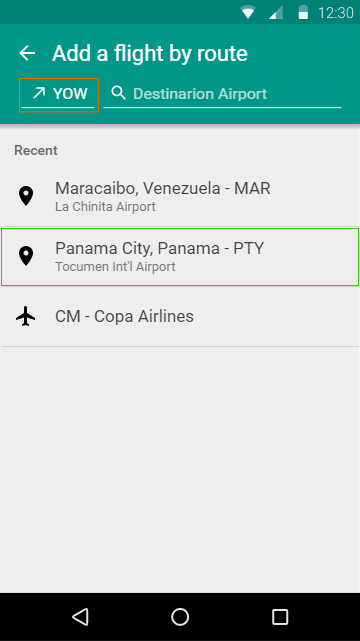 12:30
Add a flight by route
YOW Destinarion Airport
Recent
Maracaibo, Venezuela - MAR
La Chinita Airport
Panama City, Panama - PTY
Tocumen Int'l Airport
CM - Copa Airlines